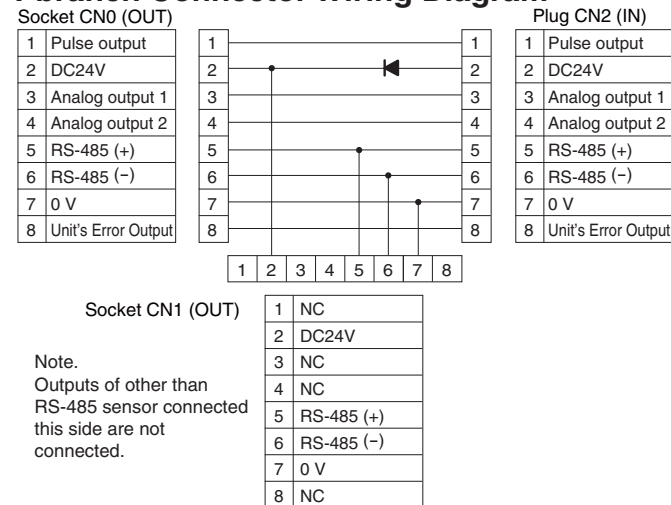 Socket CN0 (OUT)
1 Pulse output
2 DC24V
3 Analog output 1
4 Analog output 2
5 RS-485 (+)
6 RS-485 (−)
7 0 V
8 Unit's Error Output
1 1
2 2
3 3
4 4
5 5
6 6
7 7
8 8
1 2 3 4 5 6 7 8
Plug CN2 (IN)
1 Pulse output
2 DC24V
3 Analog output 1
4 Analog output 2
5 RS-485 (+)
6 RS-485 (−)
7 0 V
8 Unit's Error Output
Socket CN1 (OUT)
1 NC
2 DC24V
3 NC
4 NC
5 RS-485 (+)
6 RS-485 (−)
7 0 V
8 NC
Note.
Outputs of other than
RS-485 sensor connected
this side are not
connected.